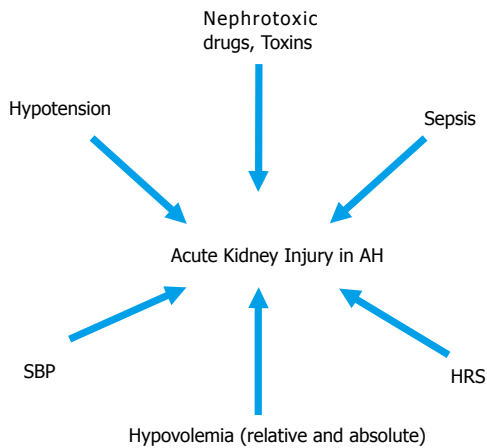 Nephrotoxic
drugs, Toxins
Hypotension
Sepsis
Acute Kidney Injury in AH
SBP
HRS
Hypovolemia (relative and absolute)